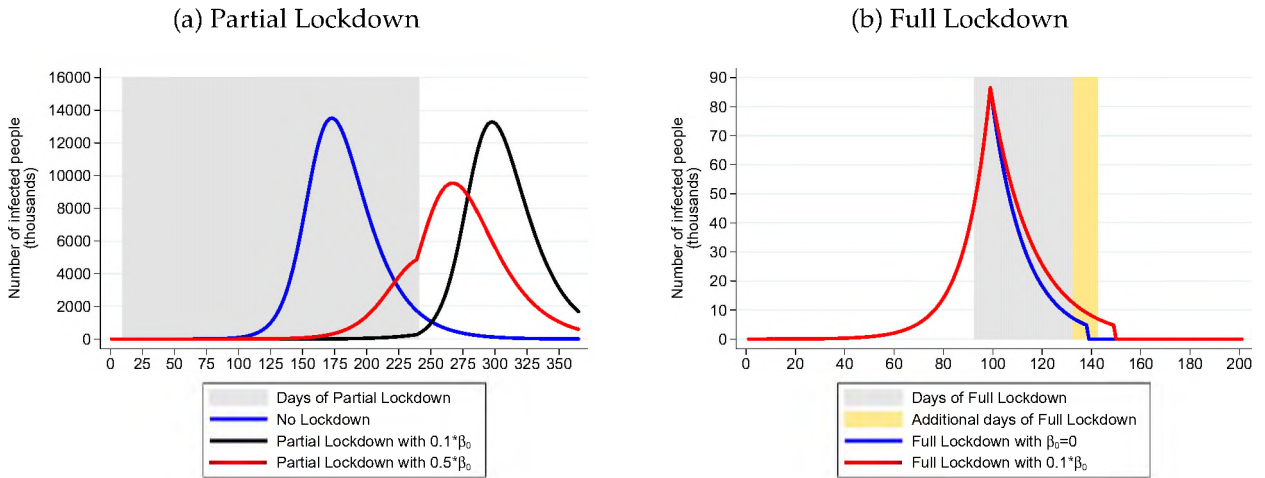 (a) Partial Lockdown
Number of infected people
(thousands)
16000
14000
12000
10000
8000
6000
4000
2000
0
0 25 50 75 100 125 150 175 200 225 250 275 300 325 350
Days of Partial Lockdown
No Lockdown
Partial Lockdown with 0.1*β₀
Partial Lockdown with 0.5*β₀
(b) Full Lockdown
Number of infected people
(thousands)
90
80
70
60
50
40
30
20
10
0
0 20 40 60 80 100 120 140 160 180 200
Days of Full Lockdown
Additional days of Full Lockdown
Full Lockdown with β₀=0
Full Lockdown with 0.1*β₀